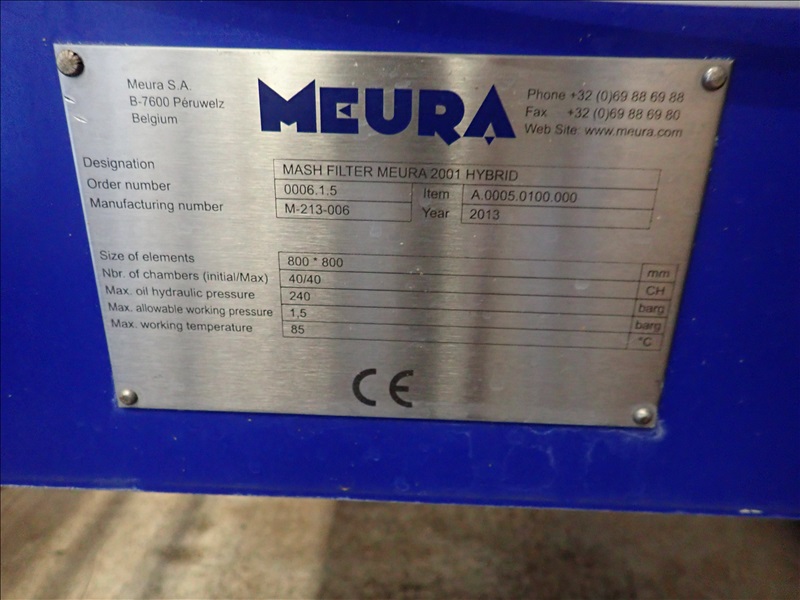 Meura S.A.
B-7600 Péruwelz
Belgium
MEURA
Phone +32 (0)69 88 69 88
Fax +32 (0)69 88 69 80
Web Site: www.meura.com
Designation MASH FILTER MEURA 2001 HYBRID
Order number 0006.1.5 Item A.0005.0100.000
Manufacturing number M-213-006 Year 2013
Size of elements 800 * 800 mm
Nbr. of chambers (initial/Max) 40/40 CH
Max. oil hydraulic pressure 240 barg
Max. allowable working pressure 1,5 barg
Max. working temperature 85 °C
CE